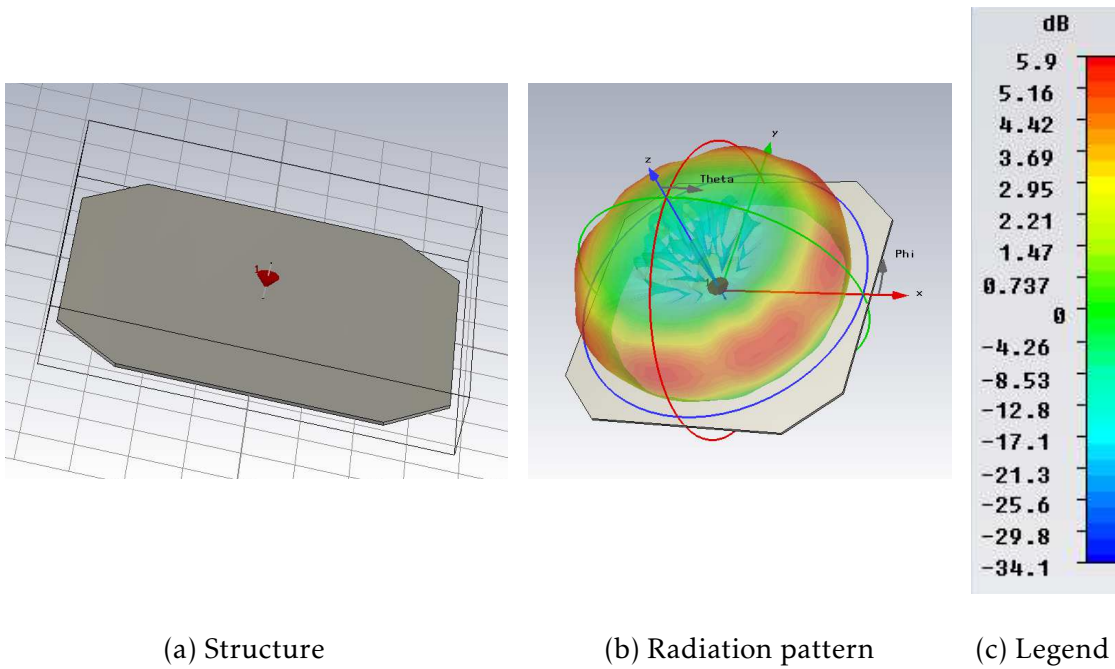 1
z
y
Theta
Phi
x
dB
5.9
5.16
4.42
3.69
2.95
2.21
1.47
0.737
0
-4.26
-8.53
-12.8
-17.1
-21.3
-25.6
-29.8
-34.1
(a) Structure
(b) Radiation pattern
(c) Legend